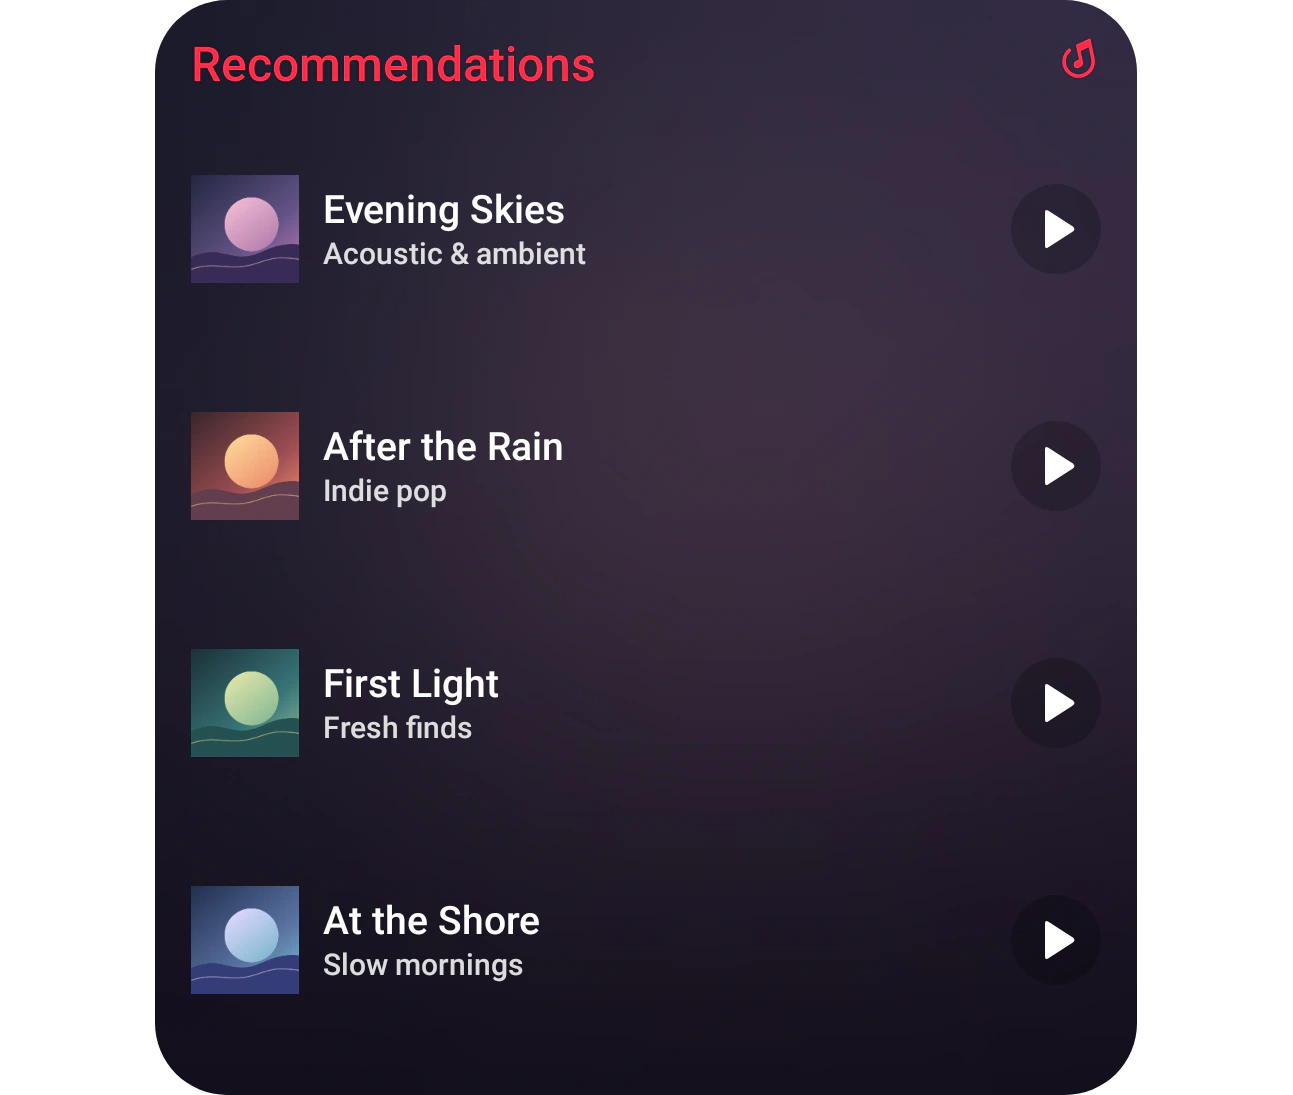 Recommendations
Evening Skies
Acoustic & ambient
After the Rain
Indie pop
First Light
Fresh finds
At the Shore
Slow mornings